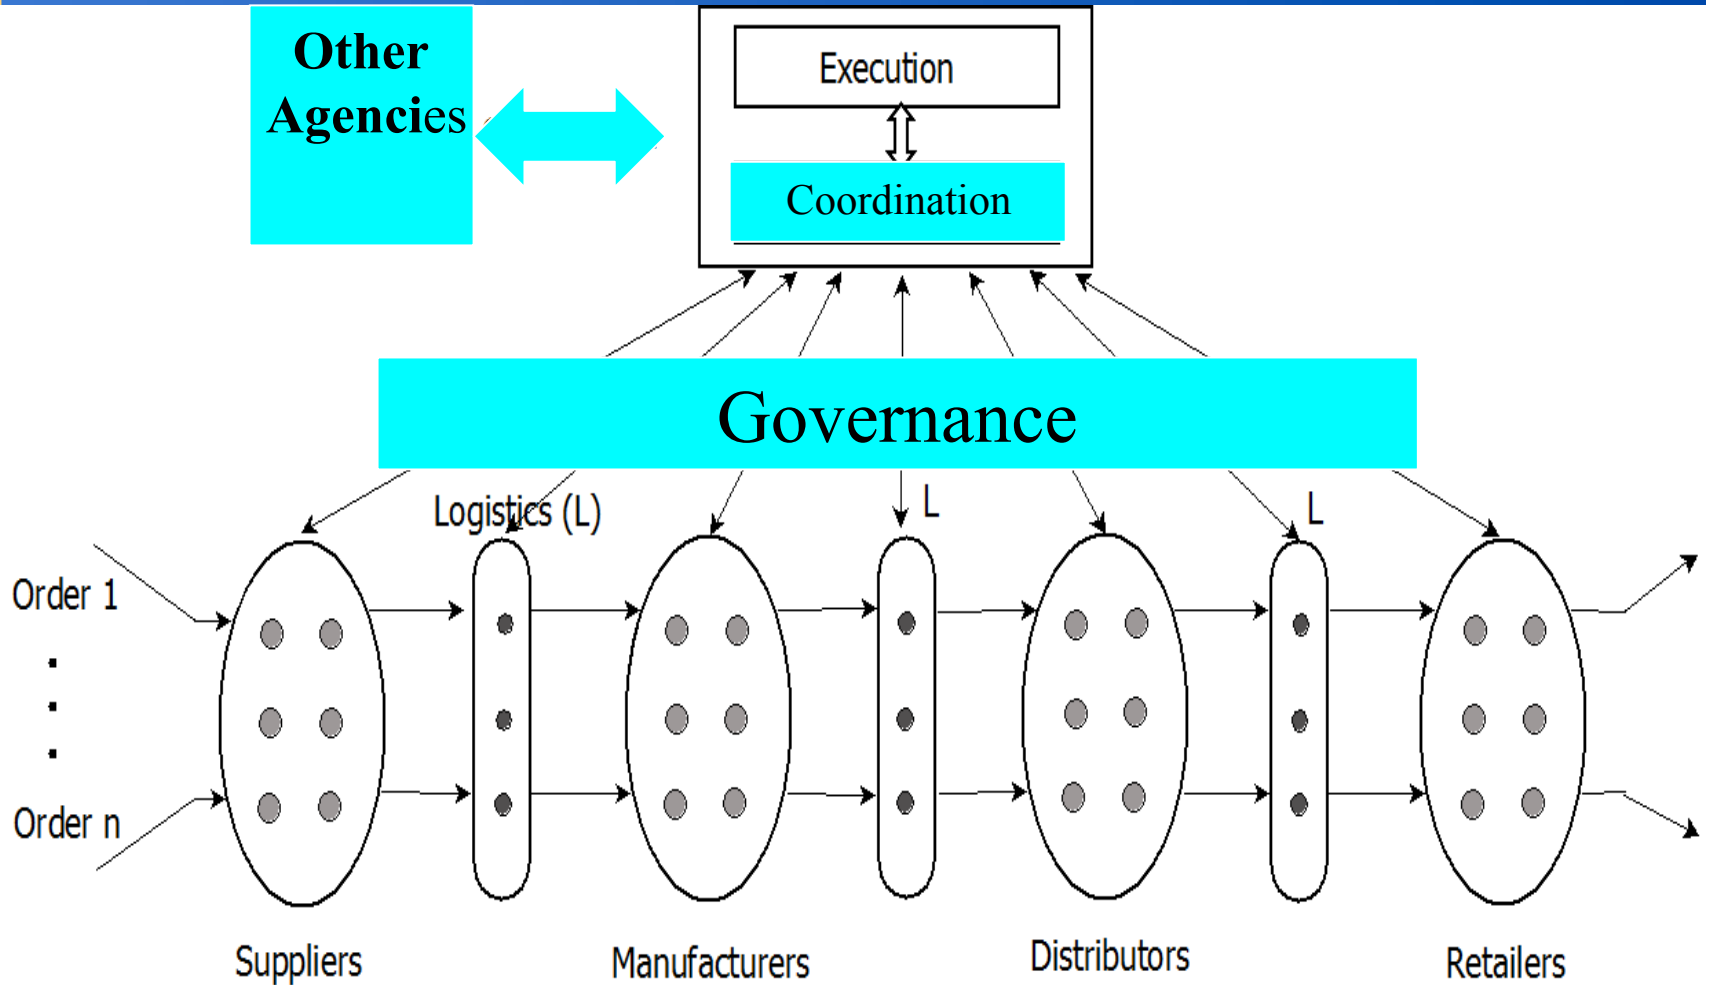 Other
Agencies
Execution
Coordination
Governance
Logistics (L)
L
L
Order 1
Order n
Suppliers
Manufacturers
Distributors
Retailers